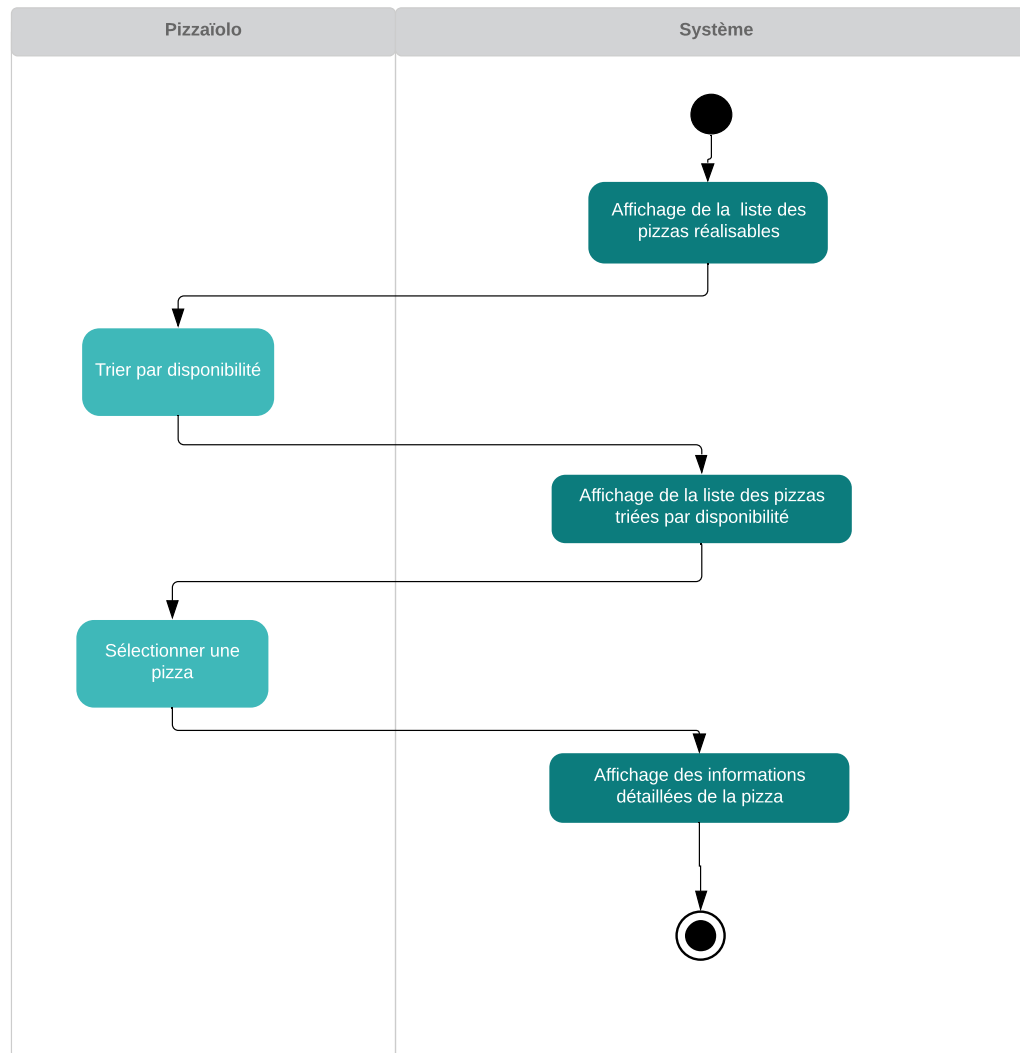 Pizzaïolo
Système
Affichage de la liste des
pizzas réalisables
Trier par disponibilité
Affichage de la liste des pizzas
triées par disponibilité
Sélectionner une
pizza
Affichage des informations
détaillées de la pizza